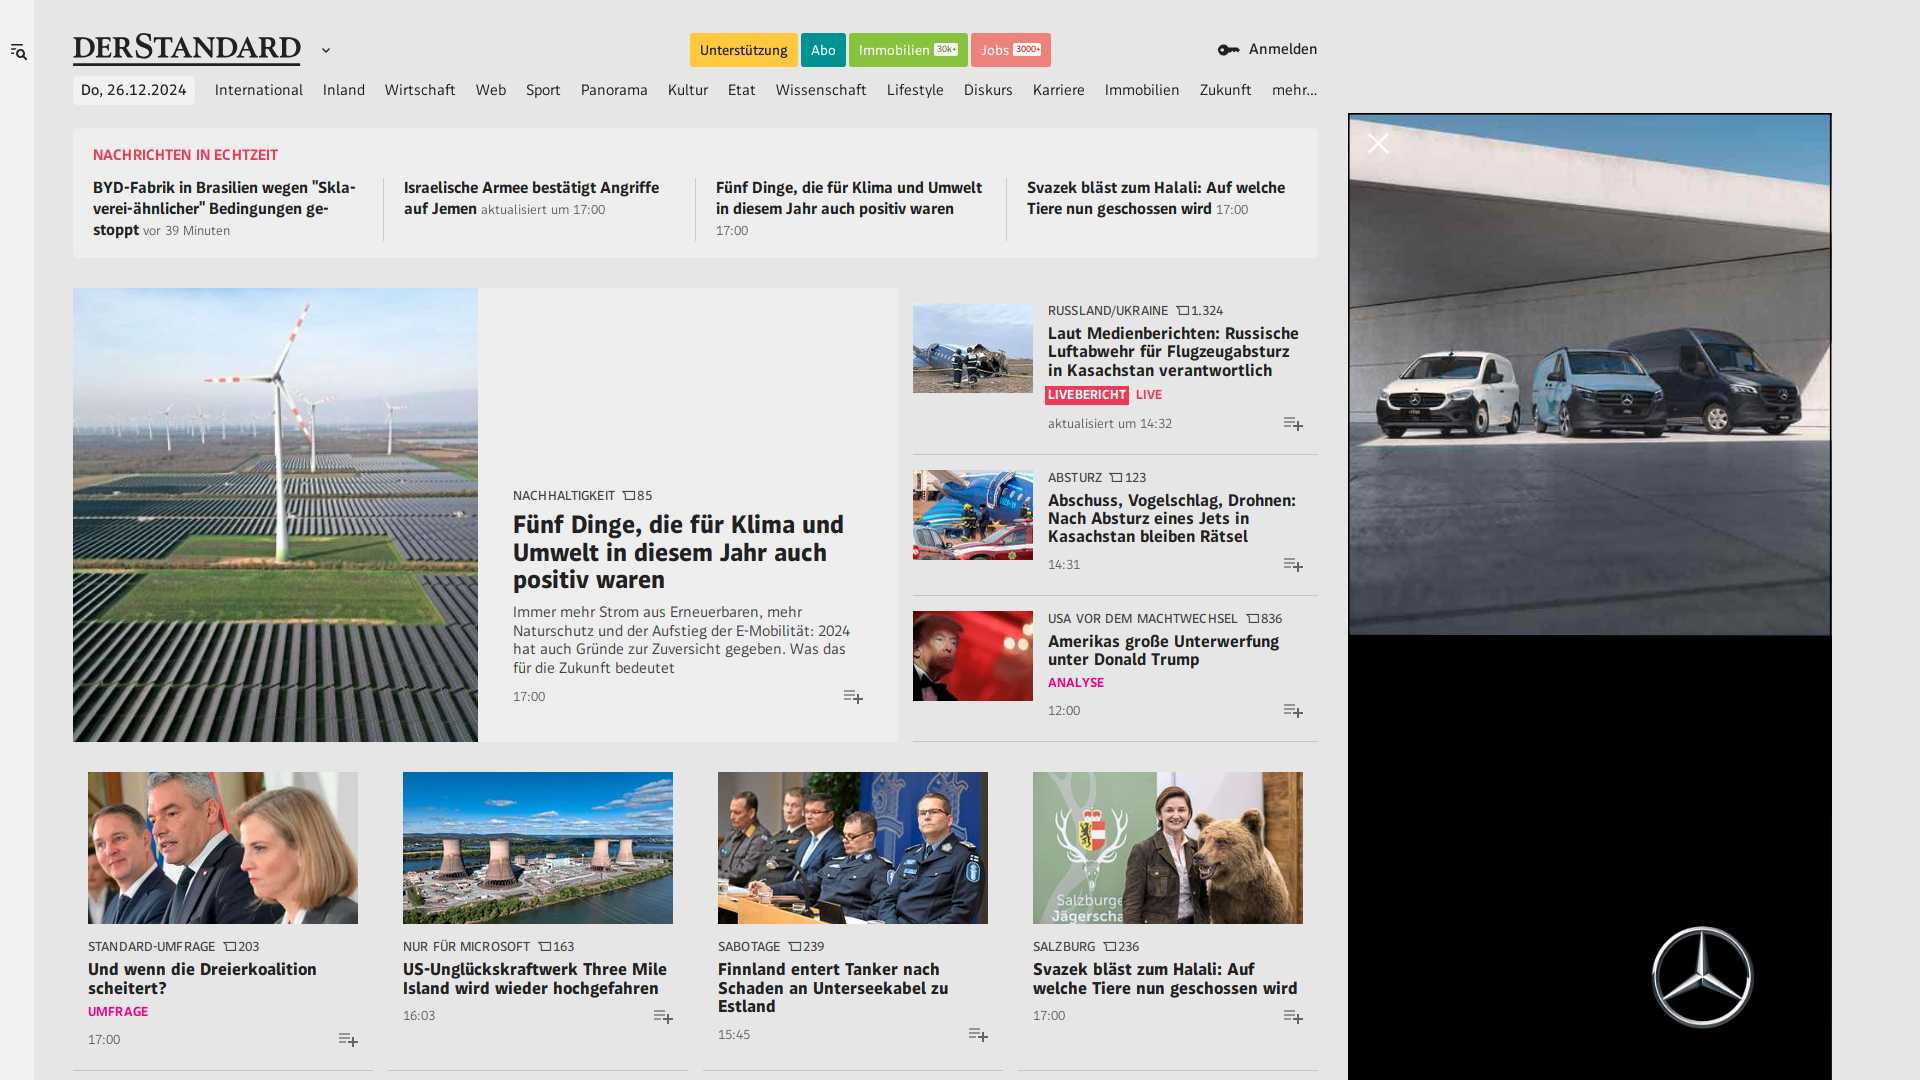 DERSTANDARD
Unterstützung
Abo
Immobilien 30k+
Jobs 3000+
Anmelden
Do, 26.12.2024
International
Inland
Wirtschaft
Web
Sport
Panorama
Kultur
Etat
Wissenschaft
Lifestyle
Diskurs
Karriere
Immobilien
Zukunft
mehr...
NACHRICHTEN IN ECHTZEIT
BYD-Fabrik in Brasilien wegen "Skla-
verei-ähnlicher" Bedingungen ge-
stoppt vor 39 Minuten
Israelische Armee bestätigt Angriffe
auf Jemen aktualisiert um 17:00
Fünf Dinge, die für Klima und Umwelt
in diesem Jahr auch positiv waren
17:00
Svazek bläst zum Halali: Auf welche
Tiere nun geschossen wird 17:00
NACHHALTIGKEIT 85
Fünf Dinge, die für Klima und
Umwelt in diesem Jahr auch
positiv waren
Immer mehr Strom aus Erneuerbaren, mehr
Naturschutz und der Aufstieg der E-Mobilität: 2024
hat auch Gründe zur Zuversicht gegeben. Was das
für die Zukunft bedeutet
17:00
RUSSLAND/UKRAINE 1.324
Laut Medienberichten: Russische
Luftabwehr für Flugzeugabsturz
in Kasachstan verantwortlich
LIVEBERICHT LIVE
aktualisiert um 14:32
ABSTURZ 123
Abschuss, Vogelschlag, Drohnen:
Nach Absturz eines Jets in
Kasachstan bleiben Rätsel
14:31
USA VOR DEM MACHTWECHSEL 836
Amerikas große Unterwerfung
unter Donald Trump
ANALYSE
12:00
STANDARD-UMFRAGE 203
Und wenn die Dreierkoalition
scheitert?
UMFRAGE
17:00
NUR FÜR MICROSOFT 163
US-Unglückskraftwerk Three Mile
Island wird wieder hochgefahren
16:03
SABOTAGE 239
Finnland entert Tanker nach
Schaden an Unterseekabel zu
Estland
15:45
Salzburge
Jägerscha
SALZBURG 236
Svazek bläst zum Halali: Auf
welche Tiere nun geschossen wird
17:00